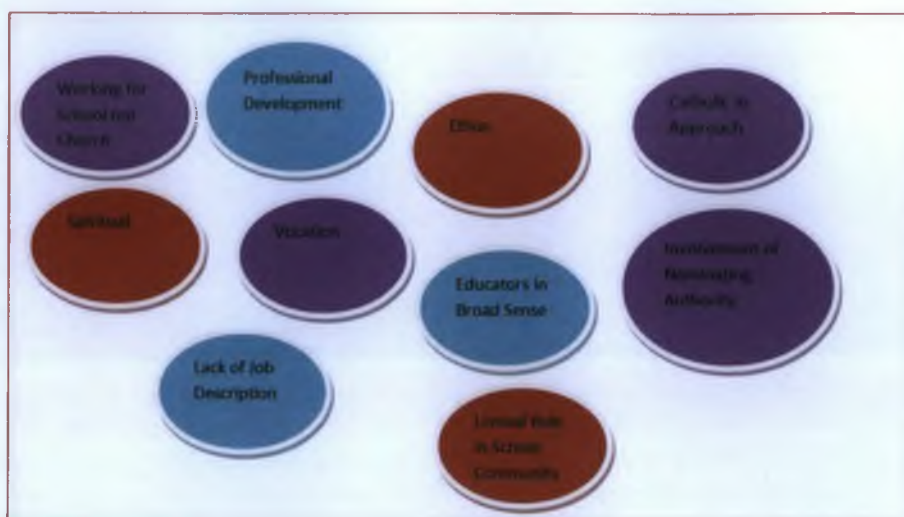 Working for
School not
Church
Professional
Development
Ethos
Catholic in
Approach
Spiritual
Vocation
Involvement of
Nominating
Authority
Educators in
Broad Sense
Lack of Job
Description
Limited Role
in School
Community